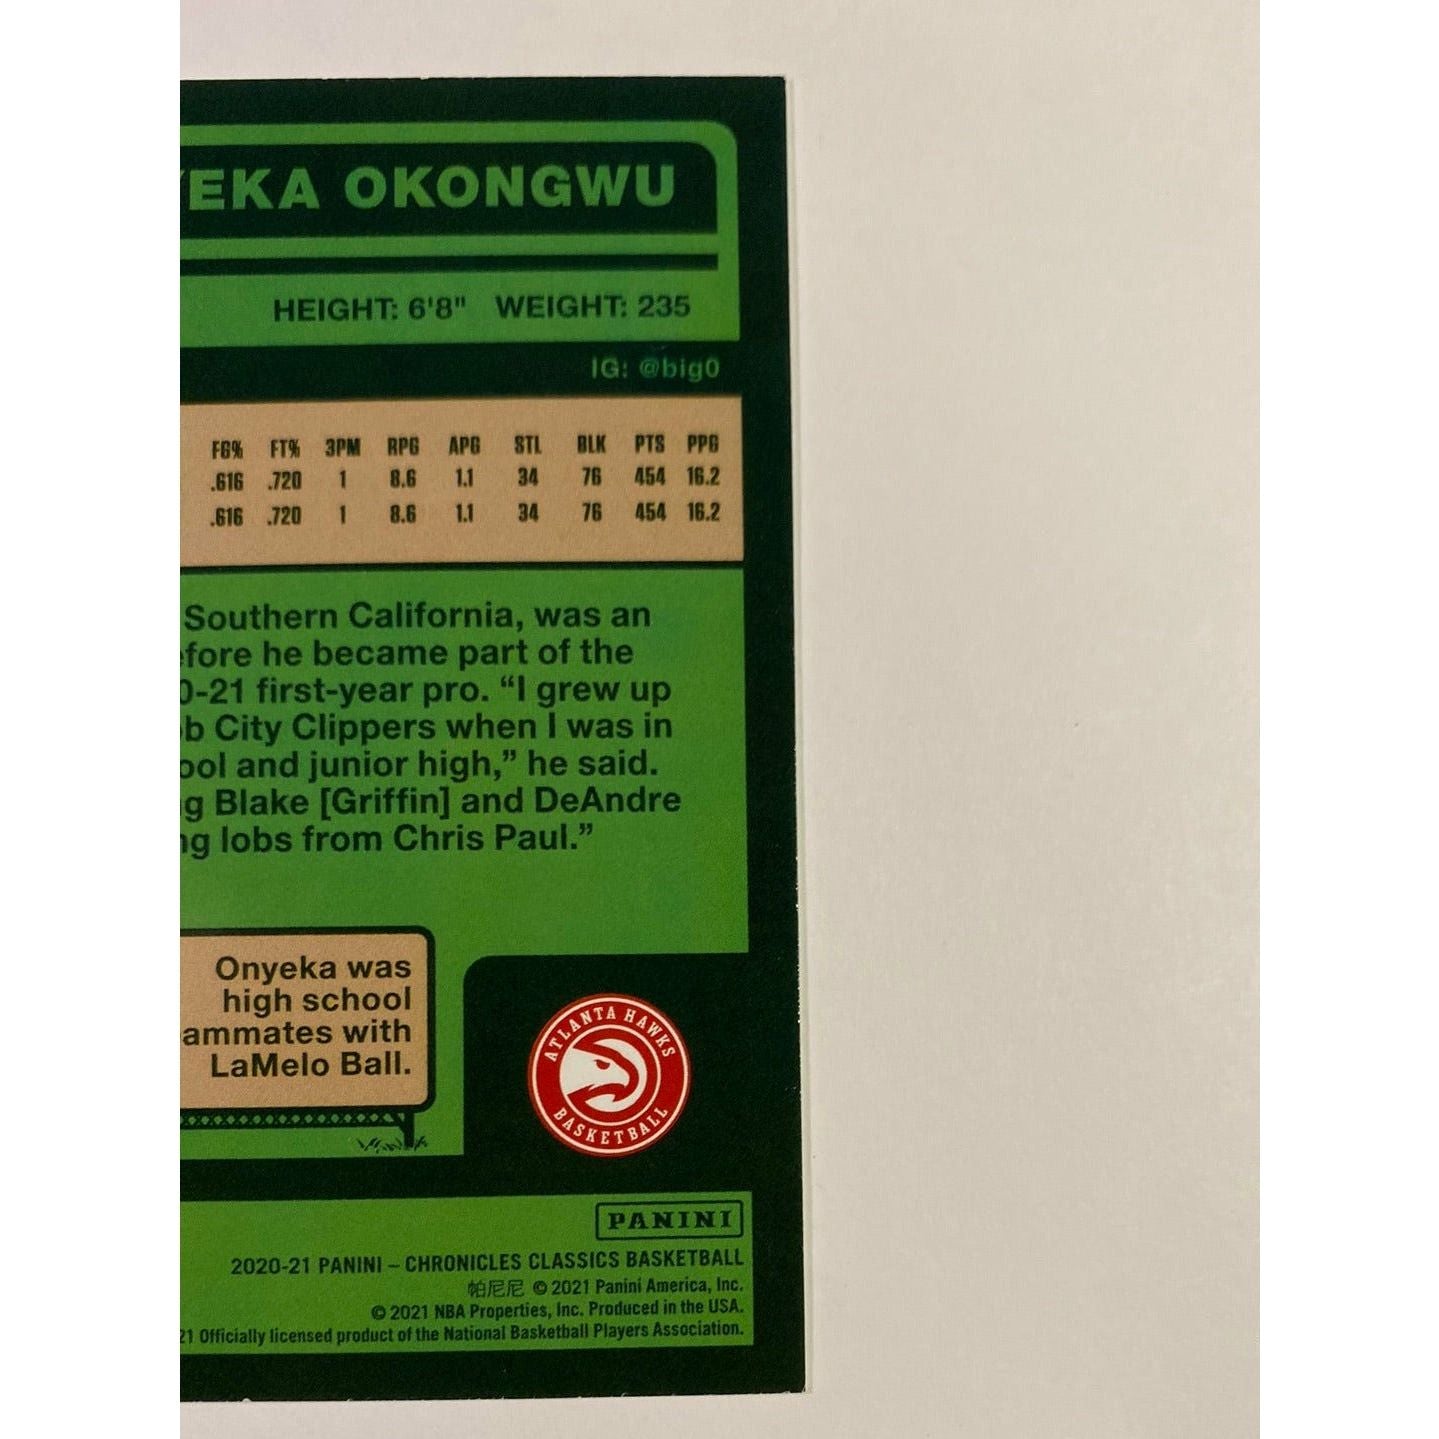 YEKA OKONGWU
HEIGHT: 6'8" WEIGHT: 235
IG: @big0
FG% FT% 3PM RPG APG STL BLK PTS PPG
.616 .720 1 8.6 1.1 34 76 454 16.2
.616 .720 1 8.6 1.1 34 76 454 16.2
Southern California, was an
efore he became part of the
0-21 first-year pro. “I grew up
ob City Clippers when I was in
ool and junior high,” he said.
ng Blake [Griffin] and DeAndre
ng lobs from Chris Paul.”
Onyeka was
high school
ammates with
LaMelo Ball.
ATLANTA HAWKS
BASKETBALL
PANINI
2020-21 PANINI – CHRONICLES CLASSICS BASKETBALL
帕尼尼 © 2021 Panini America, Inc.
© 2021 NBA Properties, Inc. Produced in the USA.
21 Officially licensed product of the National Basketball Players Association.